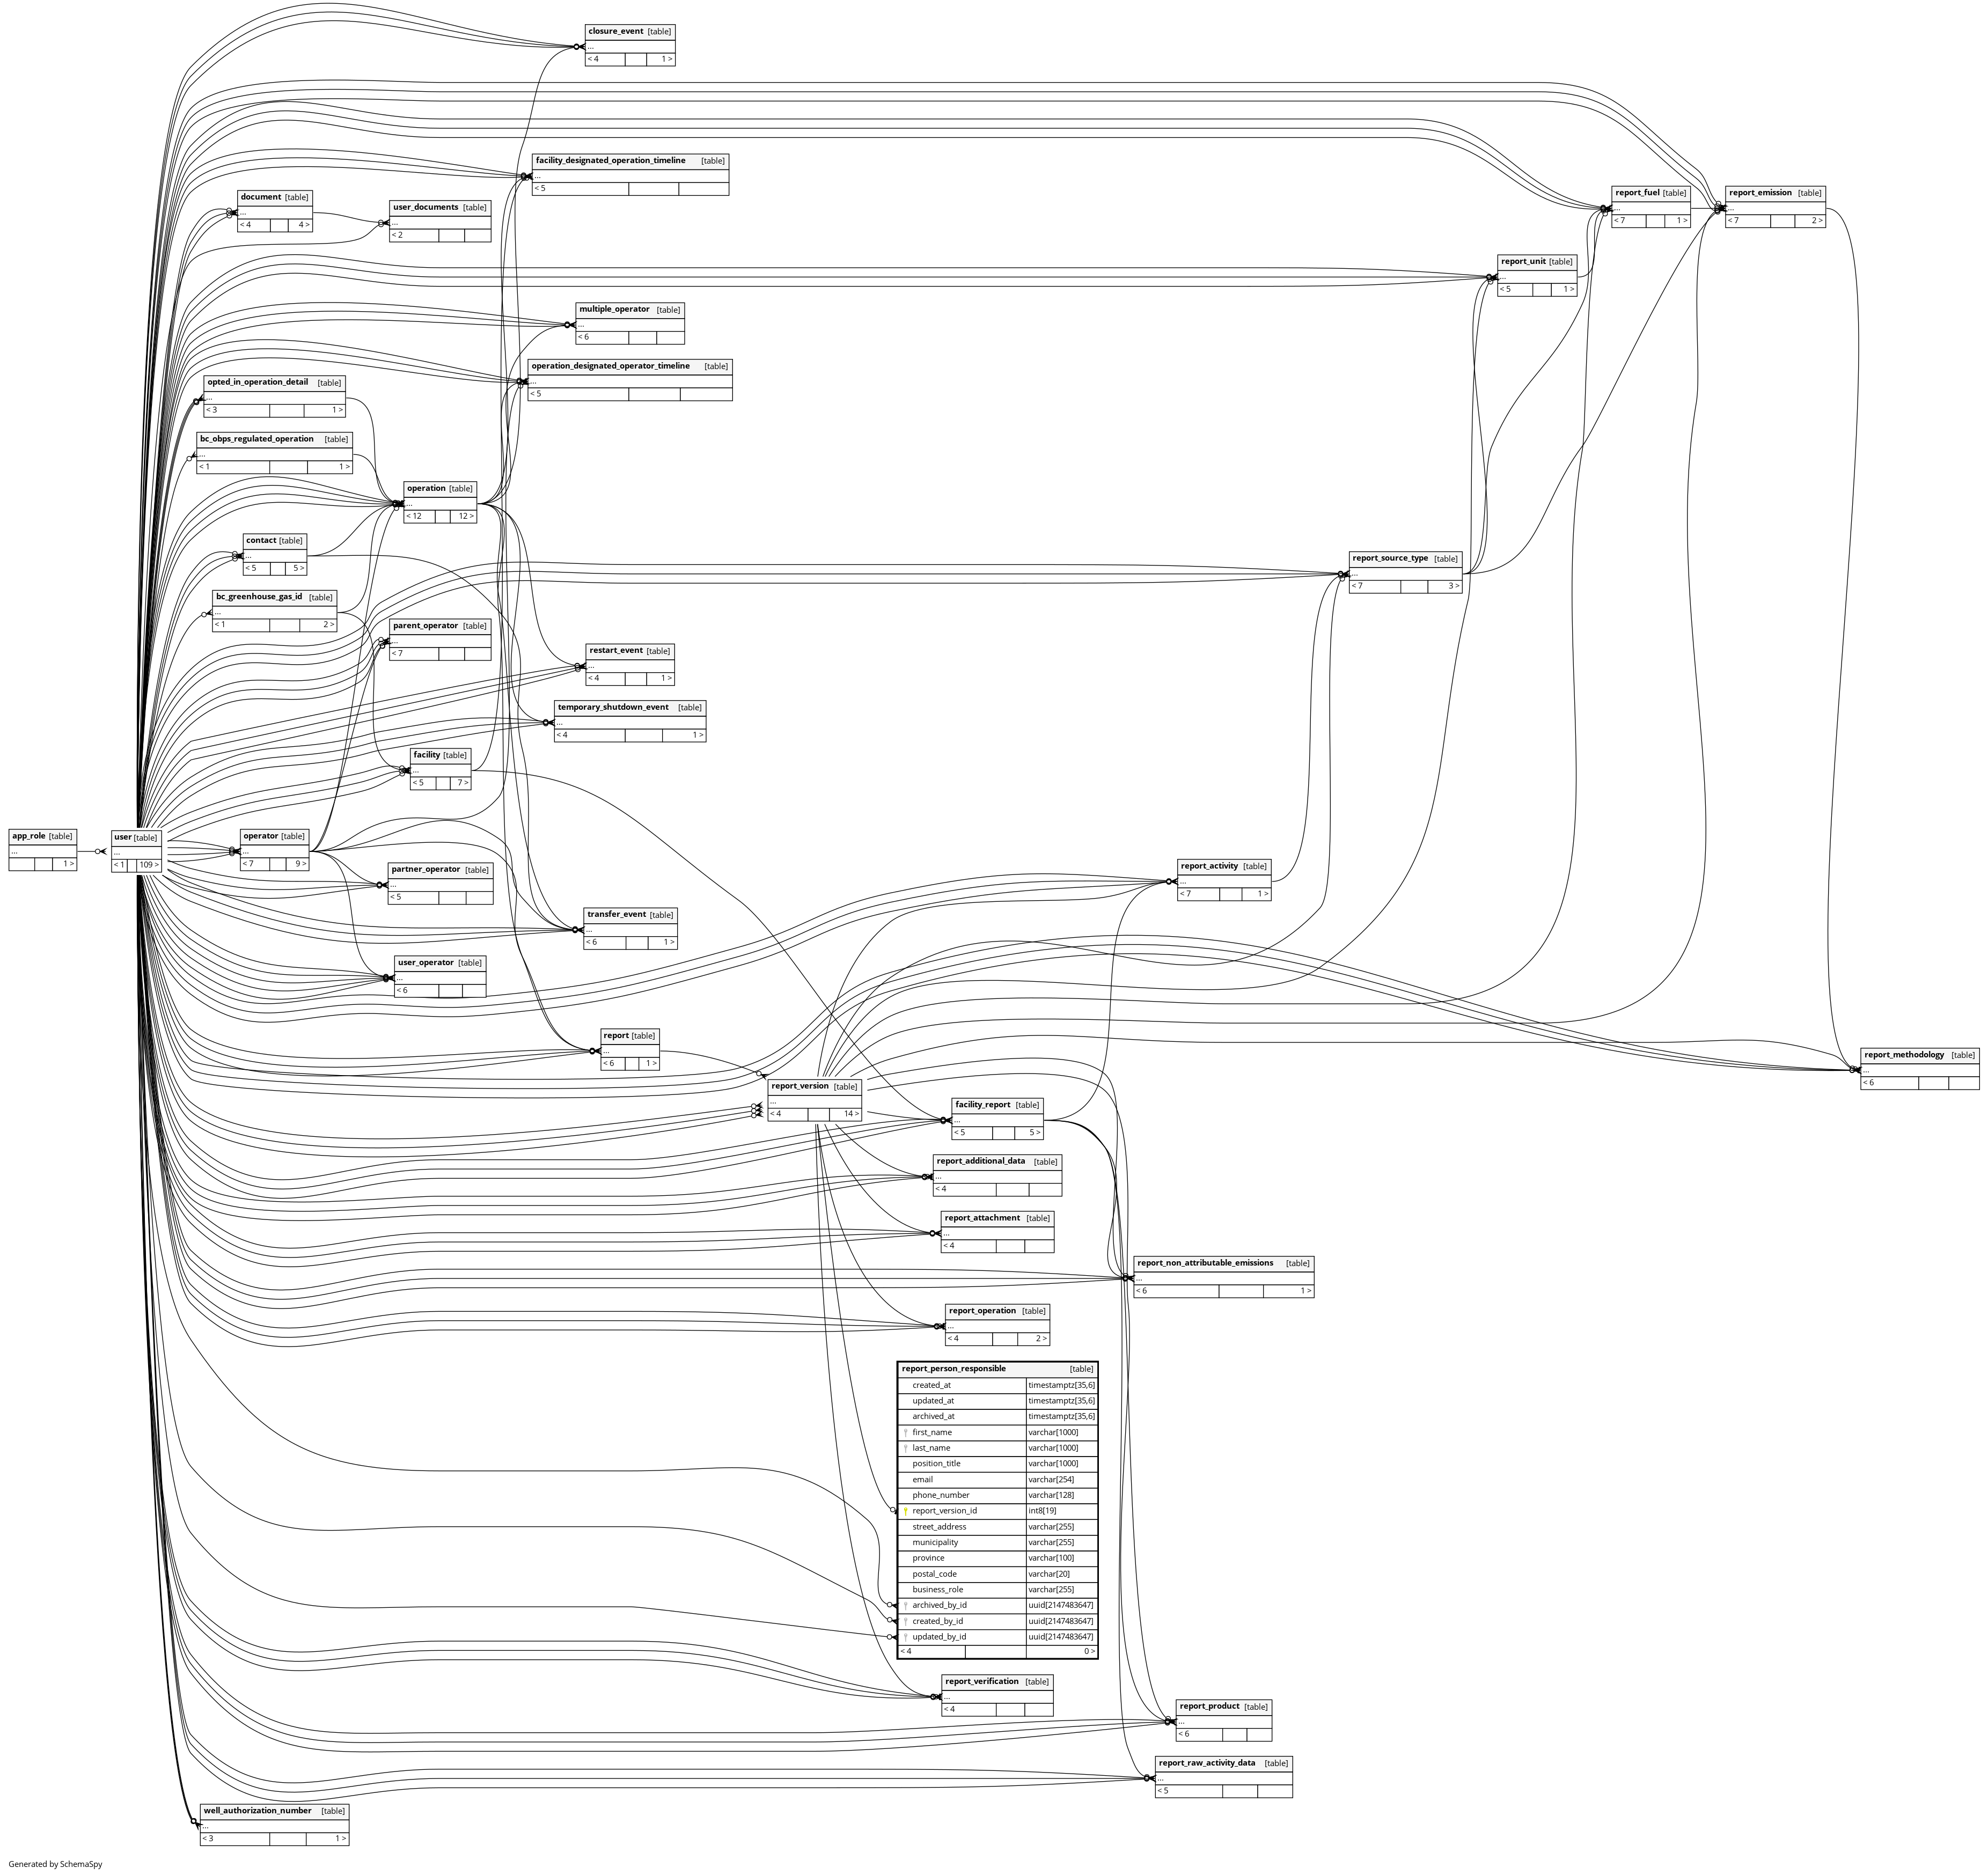 closure_event [table]
...
< 4 1 >
facility_designated_operation_timeline [table]
...
< 5
document [table]
...
< 4 4 >
user_documents [table]
...
< 2
report_fuel [table]
...
< 7 1 >
report_emission [table]
...
< 7 2 >
report_unit [table]
...
< 5 1 >
multiple_operator [table]
...
< 6
operation_designated_operator_timeline [table]
...
< 5
opted_in_operation_detail [table]
...
< 3 1 >
bc_obps_regulated_operation [table]
...
< 1 1 >
operation [table]
...
< 12 12 >
contact [table]
...
< 5 5 >
report_source_type [table]
...
< 7 3 >
bc_greenhouse_gas_id [table]
...
< 1 2 >
parent_operator [table]
...
< 7
restart_event [table]
...
< 4 1 >
temporary_shutdown_event [table]
...
< 4 1 >
facility [table]
...
< 5 7 >
app_role [table]
...
1 >
user [table]
...
< 1 109 >
operator [table]
...
< 7 9 >
partner_operator [table]
...
< 5
report_activity [table]
...
< 7 1 >
transfer_event [table]
...
< 6 1 >
user_operator [table]
...
< 6
report [table]
...
< 6 1 >
report_methodology [table]
...
< 6
report_version [table]
...
< 4 14 >
facility_report [table]
...
< 5 5 >
report_additional_data [table]
...
< 4
report_attachment [table]
...
< 4
report_non_attributable_emissions [table]
...
< 6 1 >
report_operation [table]
...
< 4 2 >
report_person_responsible [table]
created_at timestamptz[35,6]
updated_at timestamptz[35,6]
archived_at timestamptz[35,6]
first_name varchar[1000]
last_name varchar[1000]
position_title varchar[1000]
email varchar[254]
phone_number varchar[128]
report_version_id int8[19]
street_address varchar[255]
municipality varchar[255]
province varchar[100]
postal_code varchar[20]
business_role varchar[255]
archived_by_id uuid[2147483647]
created_by_id uuid[2147483647]
updated_by_id uuid[2147483647]
< 4 0 >
report_verification [table]
...
< 4
report_product [table]
...
< 6
report_raw_activity_data [table]
...
< 5
well_authorization_number [table]
...
< 3 1 >
Generated by SchemaSpy